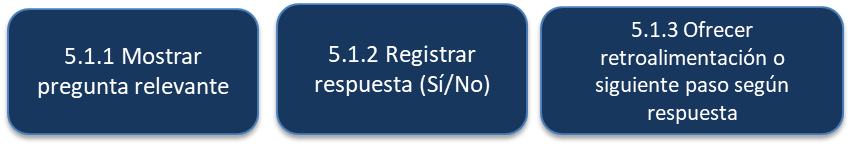 5.1.1 Mostrar
pregunta relevante
5.1.2 Registrar
respuesta (Sí/No)
5.1.3 Ofrecer
retroalimentación o
siguiente paso según
respuesta